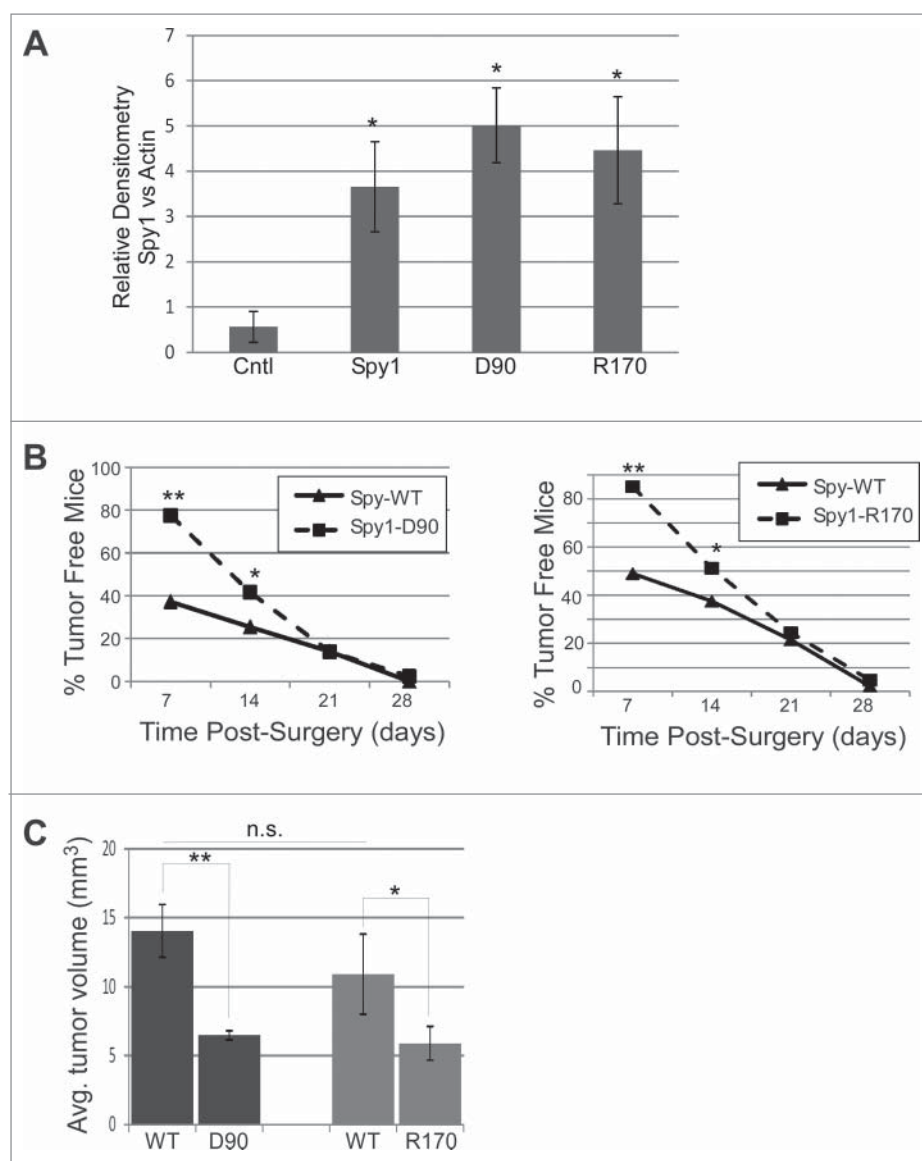 A
Relative Densitometry
Spy1 vs Actin
7
6
5
4
3
2
1
0
*
*
*
Cntl Spy1 D90 R170
B
% Tumor Free Mice
100
80
60
40
20
0
**
*
Spy-WT
Spy1-D90
7 14 21 28
Time Post-Surgery (days)
% Tumor Free Mice
80
60
40
20
0
**
*
Spy-WT
Spy1-R170
7 14 21 28
Time Post-Surgery (days)
C
Avg. tumor volume (mm³)
20
15
10
5
0
n.s.
**
*
WT D90 WT R170